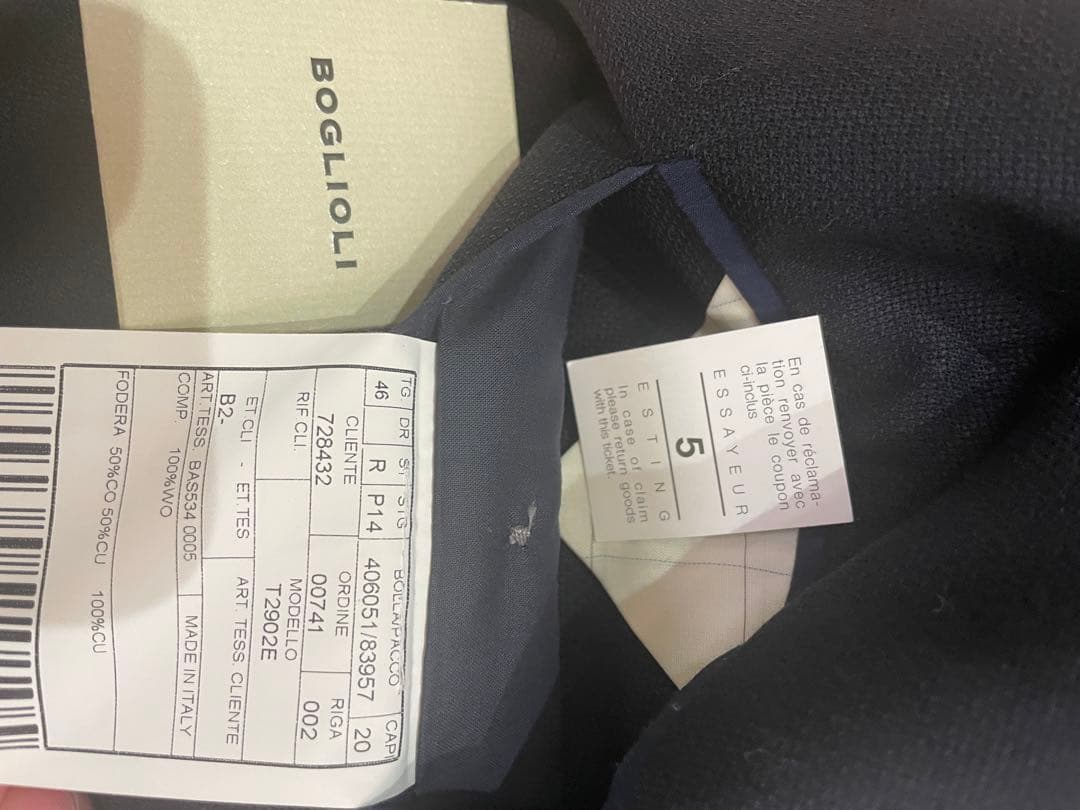 BOGLIOLI
TG DR ST STG BOLLA/PACCO CAP
46 R P14 406051/83957 20
CLIENTE ORDINE RIGA
728432 00741 002
RIF.CLI. MODELLO
T2902E
ET CLI - ET.TES ART. TESS. CLIENTE
B2-
ART.TESS. BAS534 0005 MADE IN ITALY
COMP. 100%WO
FODERA 50%CO 50%CU 100%CU
En cas de réclama-
tion renvoyer avec
la pièce le coupon
ci-inclus
ESSAYEUR
5
ESTING
In case of claim
please return goods
with this ticket.